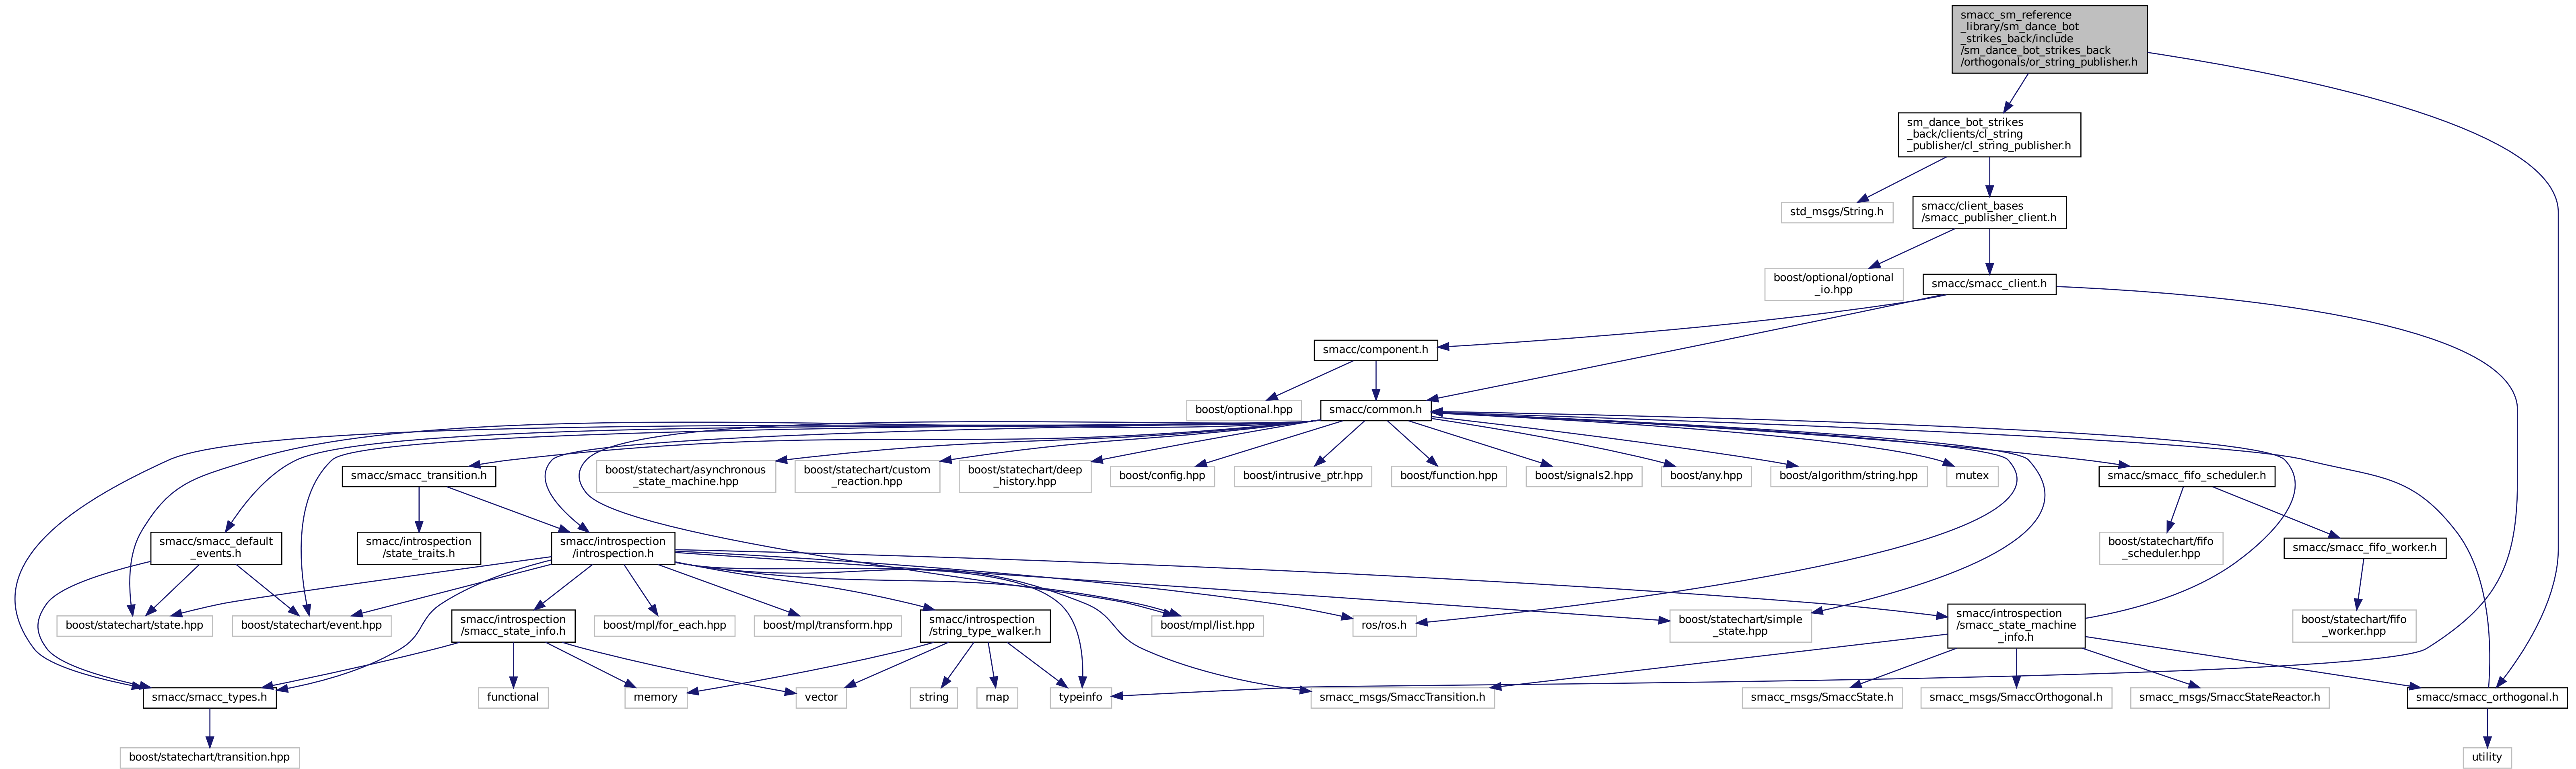 smacc_sm_reference
_library/sm_dance_bot
_strikes_back/include
/sm_dance_bot_strikes_back
/orthogonals/or_string_publisher.h
sm_dance_bot_strikes
_back/clients/cl_string
_publisher/cl_string_publisher.h
std_msgs/String.h
smacc/client_bases
/smacc_publisher_client.h
boost/optional/optional
_io.hpp
smacc/smacc_client.h
smacc/component.h
boost/optional.hpp
smacc/common.h
smacc/smacc_transition.h
boost/statechart/asynchronous
_state_machine.hpp
boost/statechart/custom
_reaction.hpp
boost/statechart/deep
_history.hpp
boost/config.hpp
boost/intrusive_ptr.hpp
boost/function.hpp
boost/signals2.hpp
boost/any.hpp
boost/algorithm/string.hpp
mutex
smacc/smacc_fifo_scheduler.h
smacc/smacc_default
_events.h
smacc/introspection
/state_traits.h
smacc/introspection
/introspection.h
boost/statechart/fifo
_scheduler.hpp
smacc/smacc_fifo_worker.h
boost/statechart/state.hpp
boost/statechart/event.hpp
smacc/introspection
/smacc_state_info.h
boost/mpl/for_each.hpp
boost/mpl/transform.hpp
smacc/introspection
/string_type_walker.h
boost/mpl/list.hpp
ros/ros.h
boost/statechart/simple
_state.hpp
smacc/introspection
/smacc_state_machine
_info.h
boost/statechart/fifo
_worker.hpp
smacc/smacc_types.h
functional
memory
vector
string
map
typeinfo
smacc_msgs/SmaccTransition.h
smacc_msgs/SmaccState.h
smacc_msgs/SmaccOrthogonal.h
smacc_msgs/SmaccStateReactor.h
smacc/smacc_orthogonal.h
boost/statechart/transition.hpp
utility